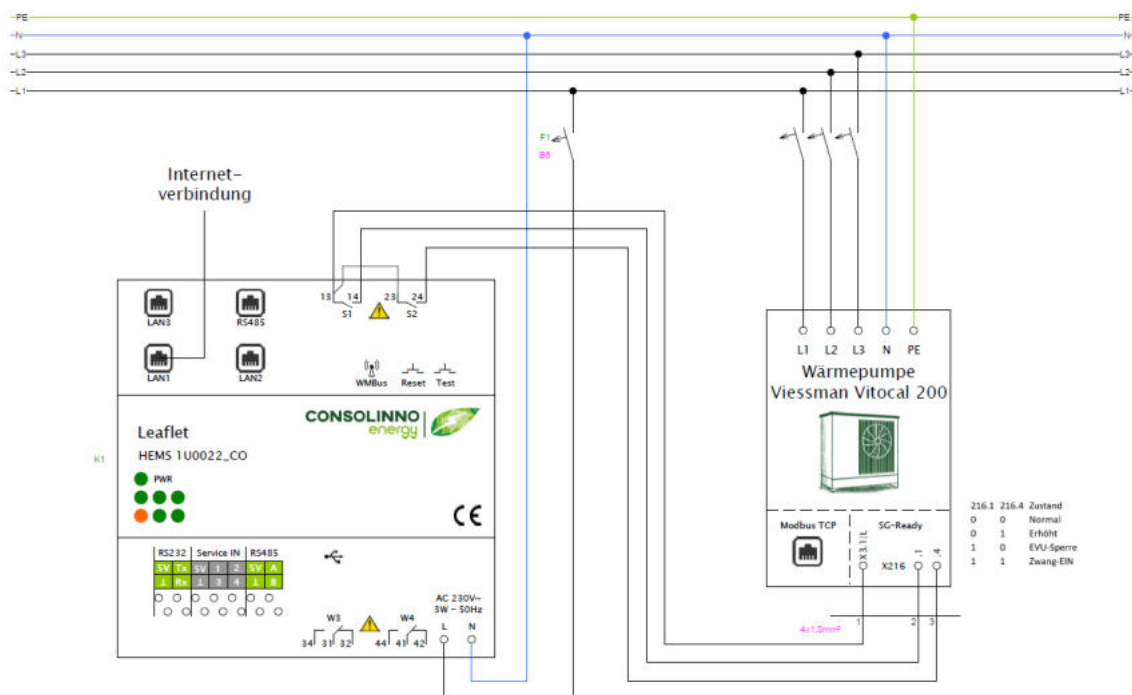 PE PE
N N
L3 L3
L2 L2
L1 L1
F1
B6
Internet-
verbindung
13 14 23 24
S1 S2
LAN3 RS485
LAN1 LAN2
WMBus Reset Test
L1 L2 L3 N PE
Wärmepumpe
Viessman Vitocal 200
CONSOLINNO
energy
Leaflet
HEMS 1U0022_CO
K1
PWR
CE
216.1 216.4 Zustand
0 0 Normal
0 1 Erhöht
1 0 EVU-Sperre
1 1 Zwang-EIN
Modbus TCP SG-Ready
X3.1|L X216 .1 .4
RS232 Service IN RS485
5V Tx 5V 1 2 5V A
⊥ Rx ⊥ 3 4 ⊥ B
AC 230V~
3W - 50Hz
W3 W4 L N
34 31 32 44 41 42
4x1,0mm²
1 2 3